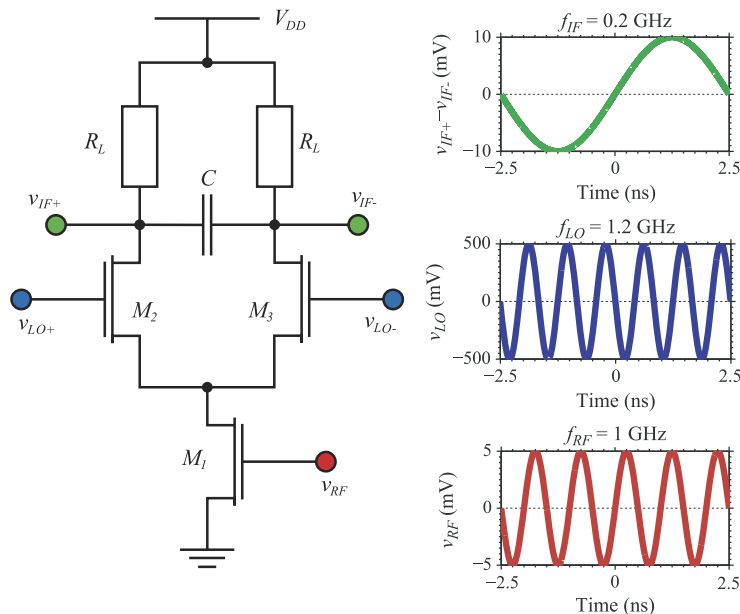 V_DD
R_L
R_L
C
v_IF+
v_IF-
M_2
M_3
v_LO+
v_LO-
M_1
v_RF
f_IF = 0.2 GHz
v_IF+−v_IF- (mV)
10
0
−10
−2.5 0 2.5
Time (ns)
f_LO = 1.2 GHz
v_LO (mV)
500
0
−500
−2.5 0 2.5
Time (ns)
f_RF = 1 GHz
v_RF (mV)
5
0
−5
−2.5 0 2.5
Time (ns)